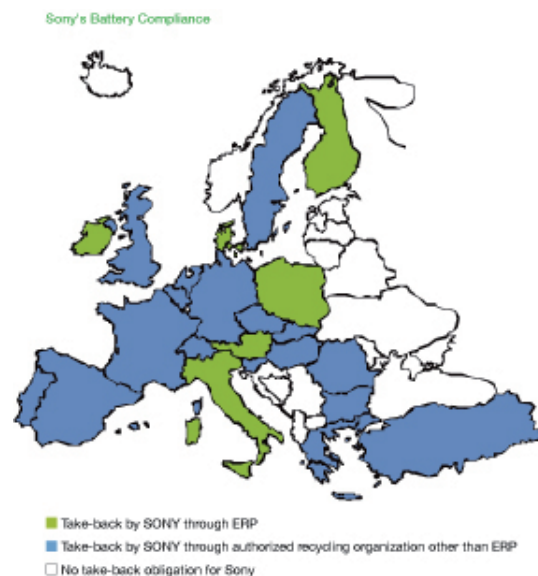 Sony's Battery Compliance
Take-back by SONY through ERP
Take-back by SONY through authorized recycling organization other than ERP
No take-back obligation for Sony